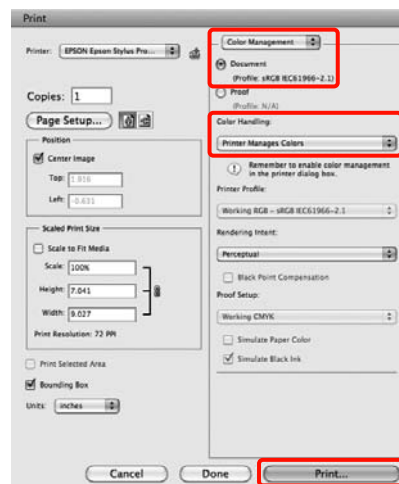 Print
Printer: EPSON Epson Stylus Pro...
Copies: 1
Page Setup...
Position
Center Image
Top: 1.916
Left: -0.631
Scaled Print Size
Scale to Fit Media
Scale: 100%
Height: 7.041
Width: 9.027
Print Resolution: 72 PPI
Print Selected Area
Bounding Box
Units: inches
Color Management
Document
(Profile: sRGB IEC61966-2.1)
Proof
(Profile: N/A)
Color Handling:
Printer Manages Colors
Remember to enable color management
in the printer dialog box.
Printer Profile:
Working RGB - sRGB IEC61966-2.1
Rendering Intent:
Perceptual
Black Point Compensation
Proof Setup:
Working CMYK
Simulate Paper Color
Simulate Black Ink
Cancel
Done
Print...